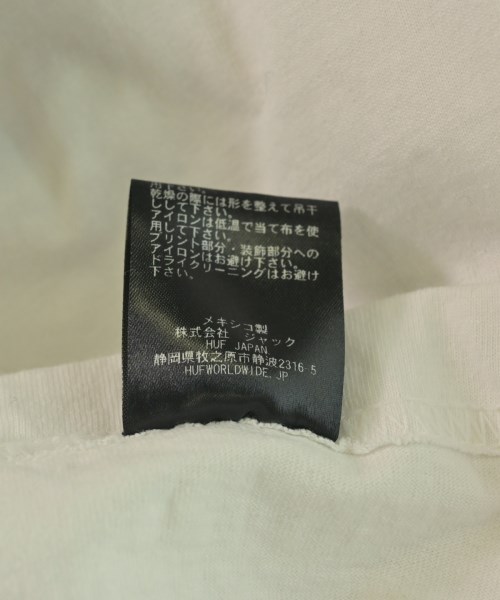 用下さい。
乾燥の際には形を整えて吊干
しして下さい。
アイロンは低温で当て布を使
用して下さい。
プリント部分・装飾部分への
アイロンはお避け下さい。
ドライクリーニングはお避け
下さい。
メキシコ製
株式会社 ジャック
HUF JAPAN
静岡県牧之原市静波2316-5
HUFWORLDWIDE.JP